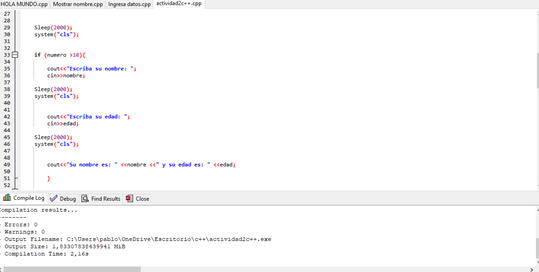 HOLA MUNDO.cpp Mostrar nombre.cpp Ingresa datos.cpp actividad2c++.cpp
27
28
29 Sleep(2000);
30 system("cls");
31
32
33 if (numero >10){
34
35 cout<<"Escriba su nombre: ";
36 cin>>nombre;
37
38 Sleep(2000);
39 system("cls");
40
41
42 cout<<"Escriba su edad: ";
43 cin>>edad;
44
45 Sleep(2000);
46 system("cls");
47
48
49 cout<<"Su nombre es: " <<nombre <<" y su edad es: " <<edad;
50
51 }
52
Compile Log Debug Find Results Close
Compilation results...
--------
- Errors: 0
- Warnings: 0
- Output Filename: C:\Users\pablo\OneDrive\Escritorio\c++\actividad2c++.exe
- Output Size: 1,83307838439941 MiB
- Compilation Time: 2,16s